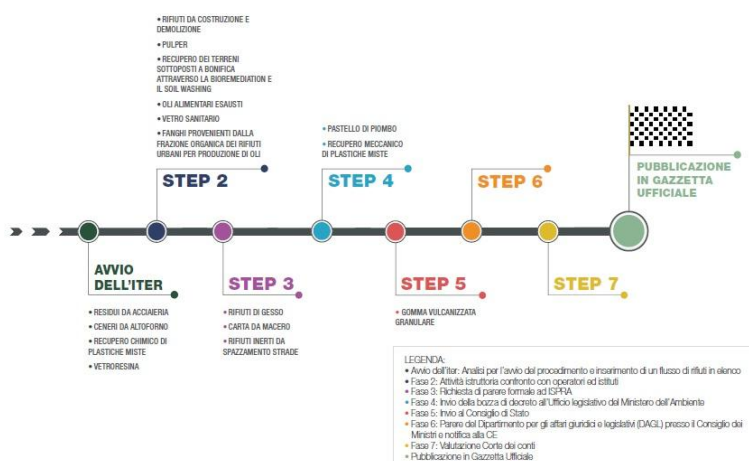 • RIFIUTI DA COSTRUZIONE E
DEMOLIZIONE
• PULPER
• RECUPERO DEI TERRENI
SOTTOPOSTI A BONIFICA
ATTRAVERSO LA BIOREMEDIATION E
IL SOIL WASHING
• OLI ALIMENTARI ESAUSTI
• VETRO SANITARIO
• FANGHI PROVENIENTI DALLA
FRAZIONE ORGANICA DEI RIFIUTI
URBANI PER PRODUZIONE DI OLI
STEP 2
• PASTELLO DI PIOMBO
• RECUPERO MECCANICO
DI PLASTICHE MISTE
STEP 4
STEP 6
PUBBLICAZIONE
IN GAZZETTA
UFFICIALE
AVVIO
DELL'ITER
• RESIDUI DA ACCIAIERIA
• CENERI DA ALTOFORNO
• RECUPERO CHIMICO DI
PLASTICHE MISTE
• VETRORESINA
STEP 3
• RIFIUTI DI GESSO
• CARTA DA MACERO
• RIFIUTI INERTI DA
SPAZZAMENTO STRADE
STEP 5
• GOMMA VULCANIZZATA
GRANULARE
STEP 7
LEGENDA:
• Avvio dell'iter: Analisi per l'avvio del procedimento e inserimento di un flusso di rifiuti in elenco
• Fase 2: Attività istruttoria confronto con operatori ed istituti
• Fase 3: Richiesta di parere formale ad ISPRA
• Fase 4: Invio della bozza di decreto all'Ufficio legislativo del Ministero dell'Ambiente
• Fase 5: Invio al Consiglio di Stato
• Fase 6: Parere del Dipartimento per gli affari giuridici e legislativi (DAGL) presso il Consiglio dei
Ministri e notifica alla CE
• Fase 7: Valutazione Corte dei conti
• Pubblicazione in Gazzetta Ufficiale